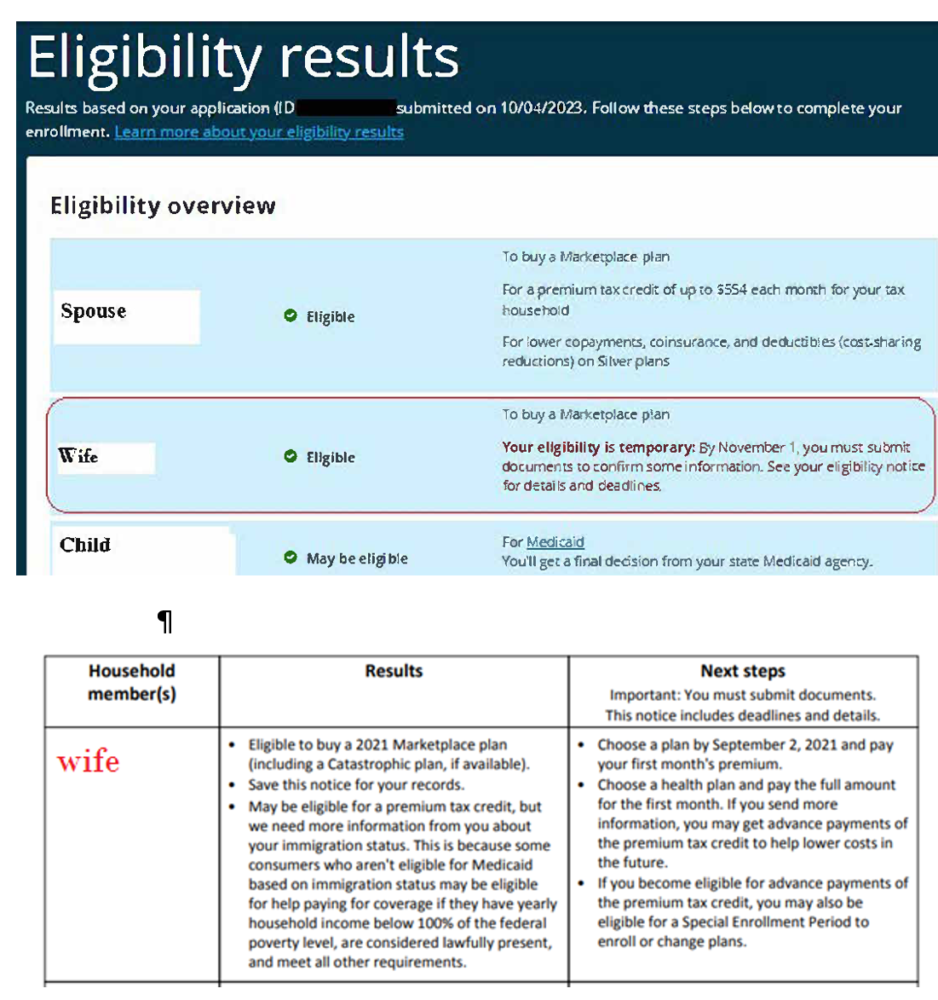 Eligibility results
Results based on your application (ID submitted on 10/04/2023. Follow these steps below to complete your
enrollment. Learn more about your eligibility results
Eligibility overview
Spouse
Eligible
To buy a Marketplace plan
For a premium tax credit of up to $554 each month for your tax
household
For lower copayments, coinsurance, and deductibles (cost-sharing
reductions) on Silver plans
Wife
Eligible
To buy a Marketplace plan
Your eligibility is temporary: By November 1, you must submit
documents to confirm some information. See your eligibility notice
for details and deadlines.
Child
May be eligible
For Medicaid
You'll get a final decision from your state Medicaid agency.
¶
Household
member(s)
Results
Next steps
Important: You must submit documents.
This notice includes deadlines and details.
wife
• Eligible to buy a 2021 Marketplace plan
(including a Catastrophic plan, if available).
• Save this notice for your records.
• May be eligible for a premium tax credit, but
we need more information from you about
your immigration status. This is because some
consumers who aren't eligible for Medicaid
based on immigration status may be eligible
for help paying for coverage if they have yearly
household income below 100% of the federal
poverty level, are considered lawfully present,
and meet all other requirements.
• Choose a plan by September 2, 2021 and pay
your first month's premium.
• Choose a health plan and pay the full amount
for the first month. If you send more
information, you may get advance payments of
the premium tax credit to help lower costs in
the future.
• If you become eligible for advance payments of
the premium tax credit, you may also be
eligible for a Special Enrollment Period to
enroll or change plans.